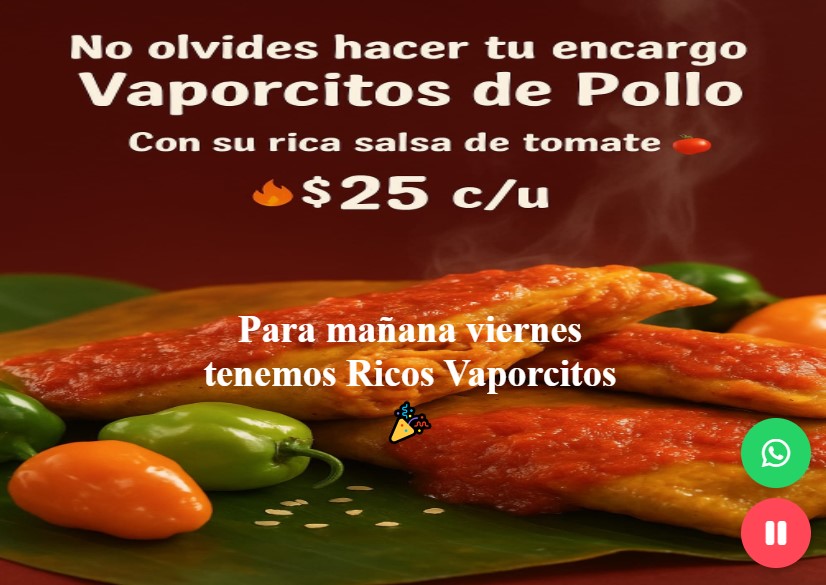 No olvides hacer tu encargo
Vaporcitos de Pollo
Con su rica salsa de tomate 🍅
🔥$25 c/u
Para mañana viernes
tenemos Ricos Vaporcitos
🎉